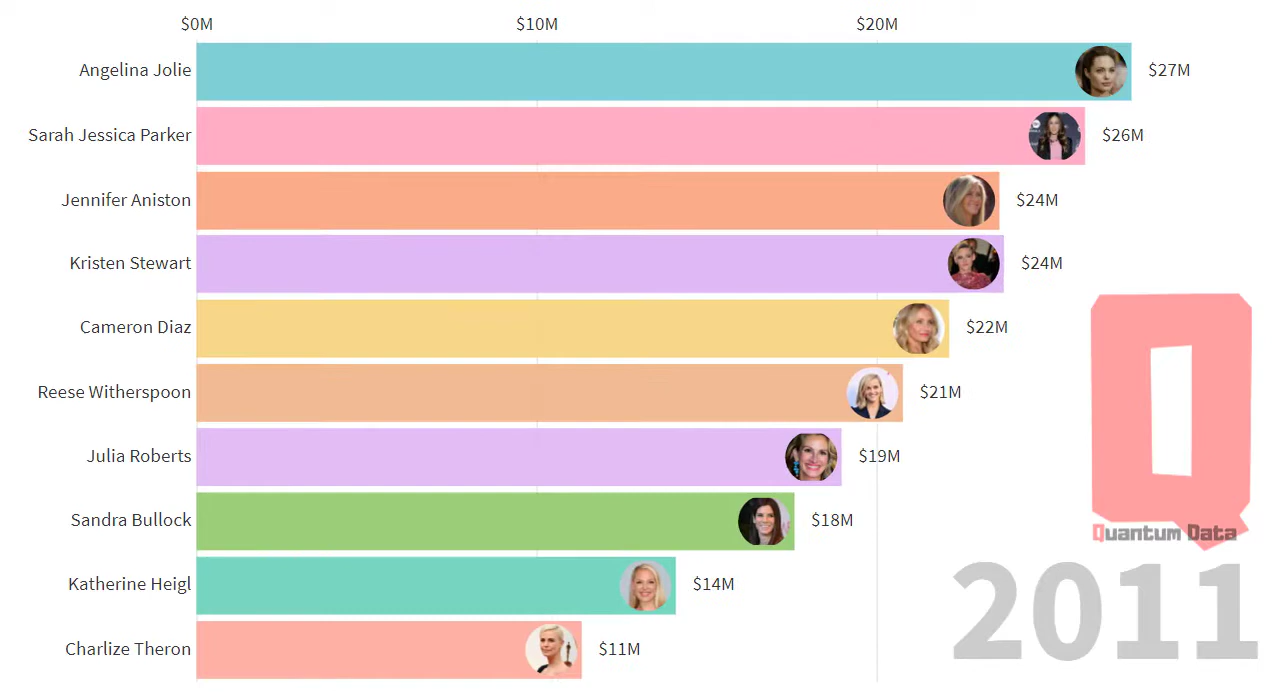 $0M $10M $20M
Angelina Jolie $27M
Sarah Jessica Parker $26M
Jennifer Aniston $24M
Kristen Stewart $24M
Cameron Diaz $22M
Reese Witherspoon $21M
Julia Roberts $19M
Sandra Bullock $18M
Katherine Heigl $14M
Charlize Theron $11M
Q
Quantum Data
2011